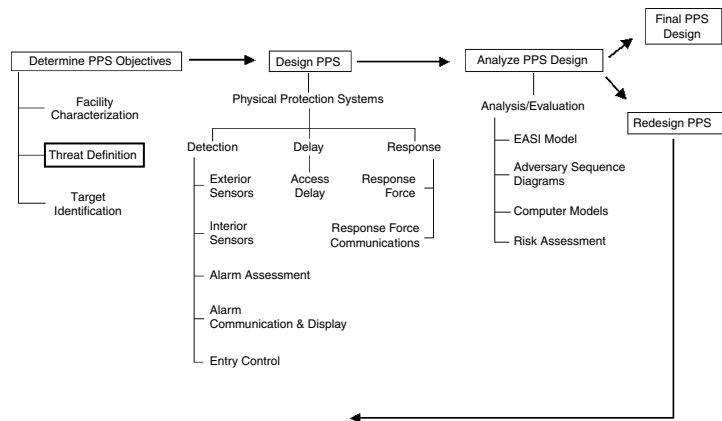 Final PPS
Design
Determine PPS Objectives
Design PPS
Analyze PPS Design
Redesign PPS
Facility
Characterization
Threat Definition
Target
Identification
Physical Protection Systems
Detection
Delay
Response
Exterior
Sensors
Interior
Sensors
Alarm Assessment
Alarm
Communication & Display
Entry Control
Access
Delay
Response
Force
Response Force
Communications
Analysis/Evaluation
EASI Model
Adversary Sequence
Diagrams
Computer Models
Risk Assessment